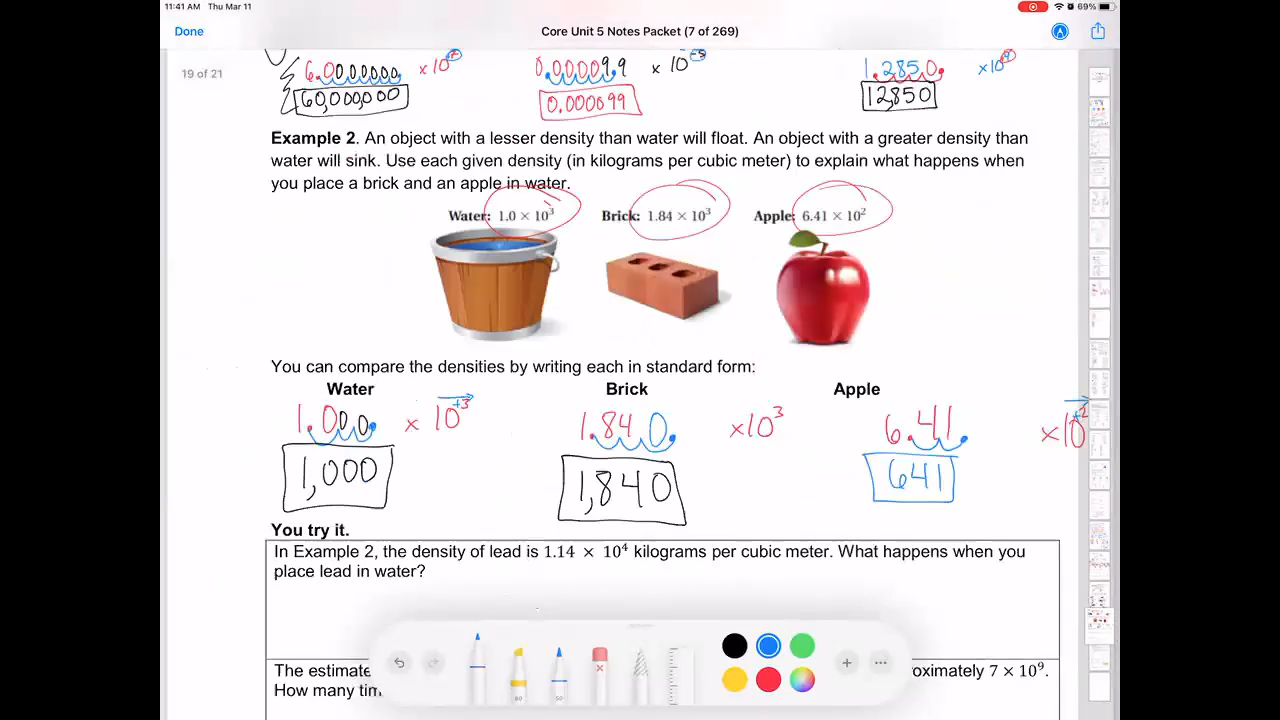 11:41 AM Thu Mar 11
69%
Done
Core Unit 5 Notes Packet (7 of 269)
19 of 21
6.0000000 × 10
0.000099 × 10
1.2850. ×10
60,000,000
0.000099
12,850
Example 2. An object with a lesser density than water will float. An object with a greater density than
water will sink. Use each given density (in kilograms per cubic meter) to explain what happens when
you place a brick and an apple in water.
Water: 1.0 × 10³ Brick: 1.84 × 10³ Apple: 6.41 × 10²
You can compare the densities by writing each in standard form:
Water Brick Apple
1.000. × 10⁺³ 1.840. ×10³ 6.41. ×10⁺²
1,000 1,840 641
You try it.
In Example 2, the density of lead is 1.14 × 10⁴ kilograms per cubic meter. What happens when you
place lead in water?
The estimate
oximately 7 × 10⁹.
How many tim
80
50